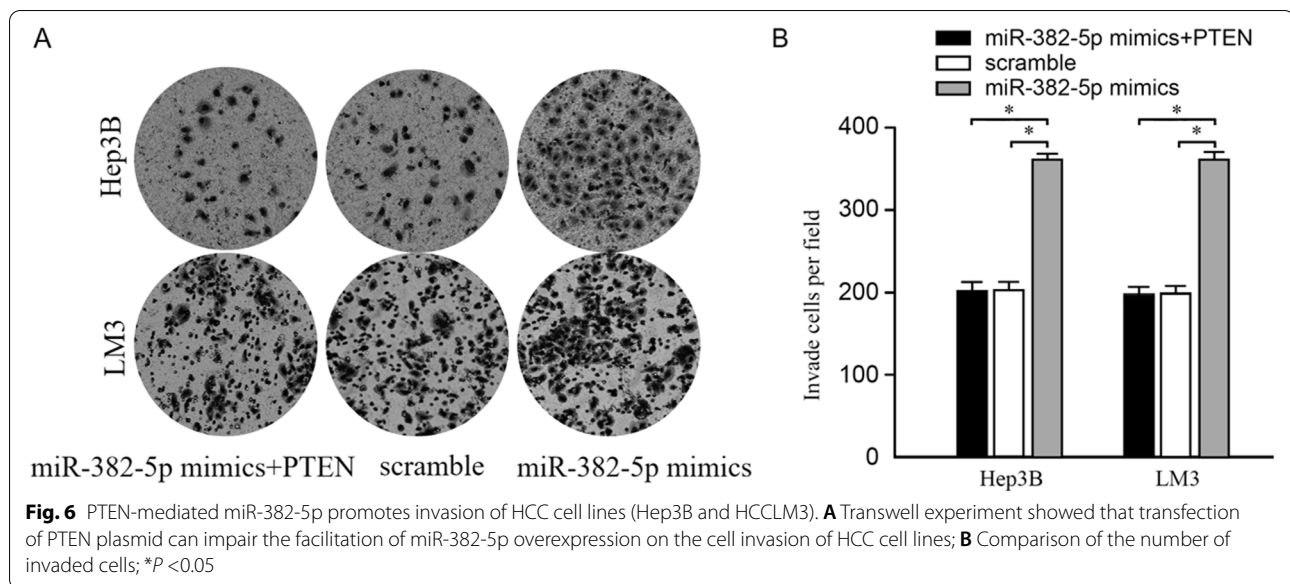 A
Hep3B
LM3
miR-382-5p mimics+PTEN scramble miR-382-5p mimics
B
miR-382-5p mimics+PTEN
scramble
miR-382-5p mimics
* *
* *
Invade cells per field
400
300
200
100
0
Hep3B LM3
Fig. 6 PTEN-mediated miR-382-5p promotes invasion of HCC cell lines (Hep3B and HCCLM3). A Transwell experiment showed that transfection
of PTEN plasmid can impair the facilitation of miR-382-5p overexpression on the cell invasion of HCC cell lines; B Comparison of the number of
invaded cells; *P <0.05